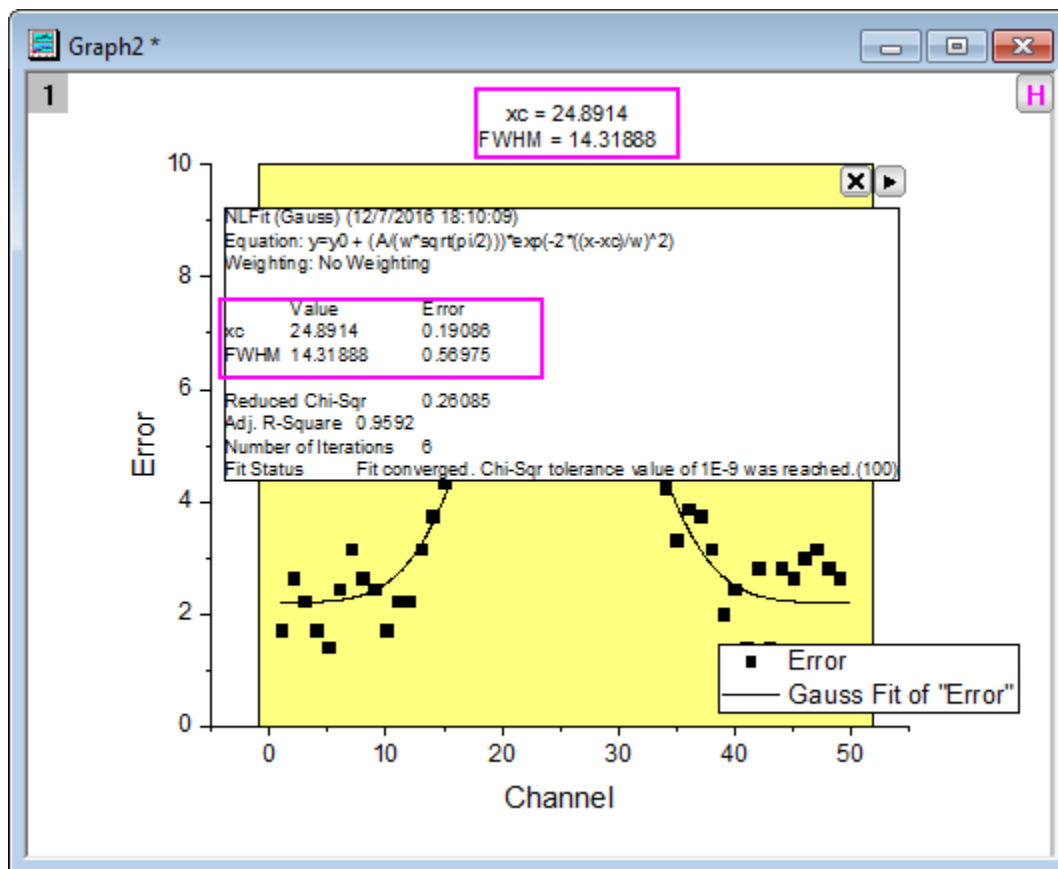 Graph2 *
1
H
xc = 24.8914
FWHM = 14.31888
NLFit (Gauss) (12/7/2016 18:10:09)
Equation: y=y0 + (A/(w*sqrt(pi/2)))*exp(-2*((x-xc)/w)^2)
Weighting: No Weighting
Value Error
xc 24.8914 0.19086
FWHM 14.31888 0.56975
Reduced Chi-Sqr 0.26085
Adj. R-Square 0.9592
Number of Iterations 6
Fit Status Fit converged. Chi-Sqr tolerance value of 1E-9 was reached.(100)
10
8
6
4
2
0
Error
Error
Gauss Fit of "Error"
0 10 20 30 40 50
Channel